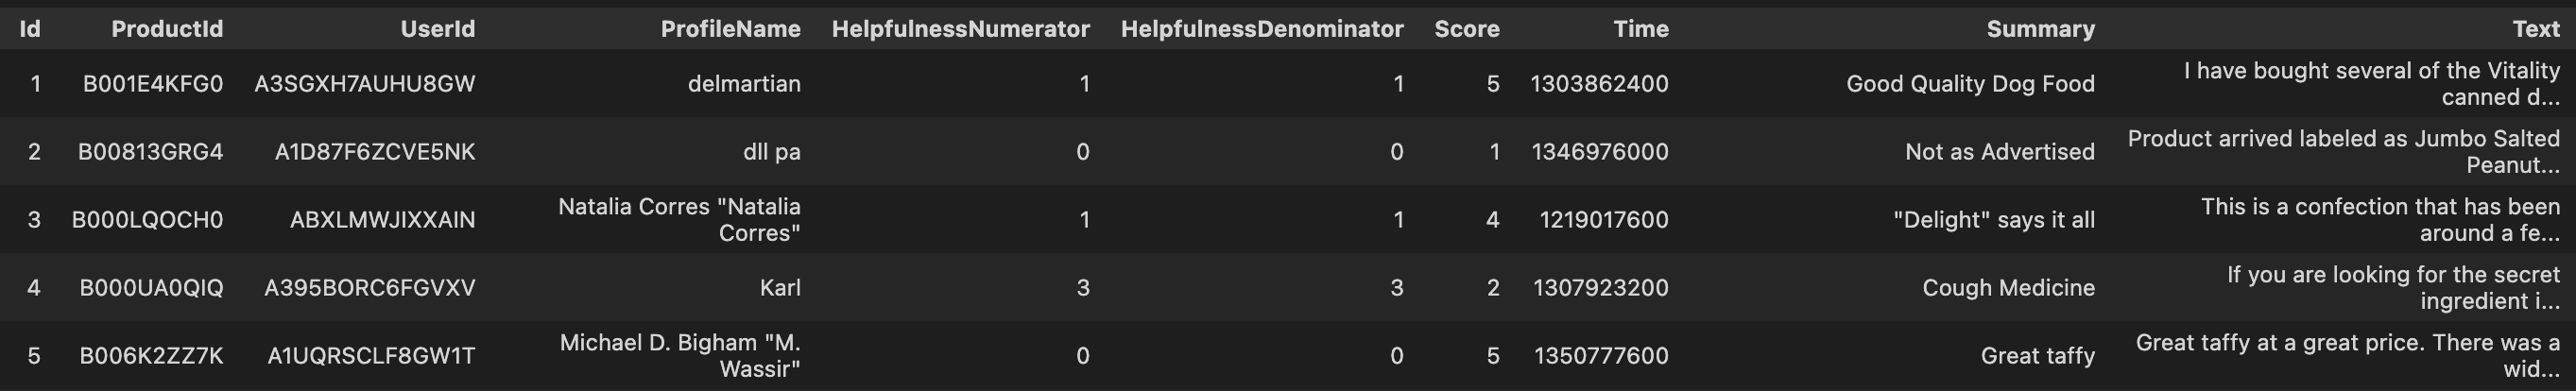 Id ProductId UserId ProfileName HelpfulnessNumerator HelpfulnessDenominator Score Time Summary Text
1 B001E4KFG0 A3SGXH7AUHU8GW delmartian 1 1 5 1303862400 Good Quality Dog Food I have bought several of the Vitality
canned d...
2 B00813GRG4 A1D87F6ZCVE5NK dll pa 0 0 1 1346976000 Not as Advertised Product arrived labeled as Jumbo Salted
Peanut...
3 B000LQOCH0 ABXLMWJIXXAIN Natalia Corres "Natalia
Corres" 1 1 4 1219017600 "Delight" says it all This is a confection that has been
around a fe...
4 B000UA0QIQ A395BORC6FGVXV Karl 3 3 2 1307923200 Cough Medicine If you are looking for the secret
ingredient i...
5 B006K2ZZ7K A1UQRSCLF8GW1T Michael D. Bigham "M.
Wassir" 0 0 5 1350777600 Great taffy Great taffy at a great price. There was a
wid...